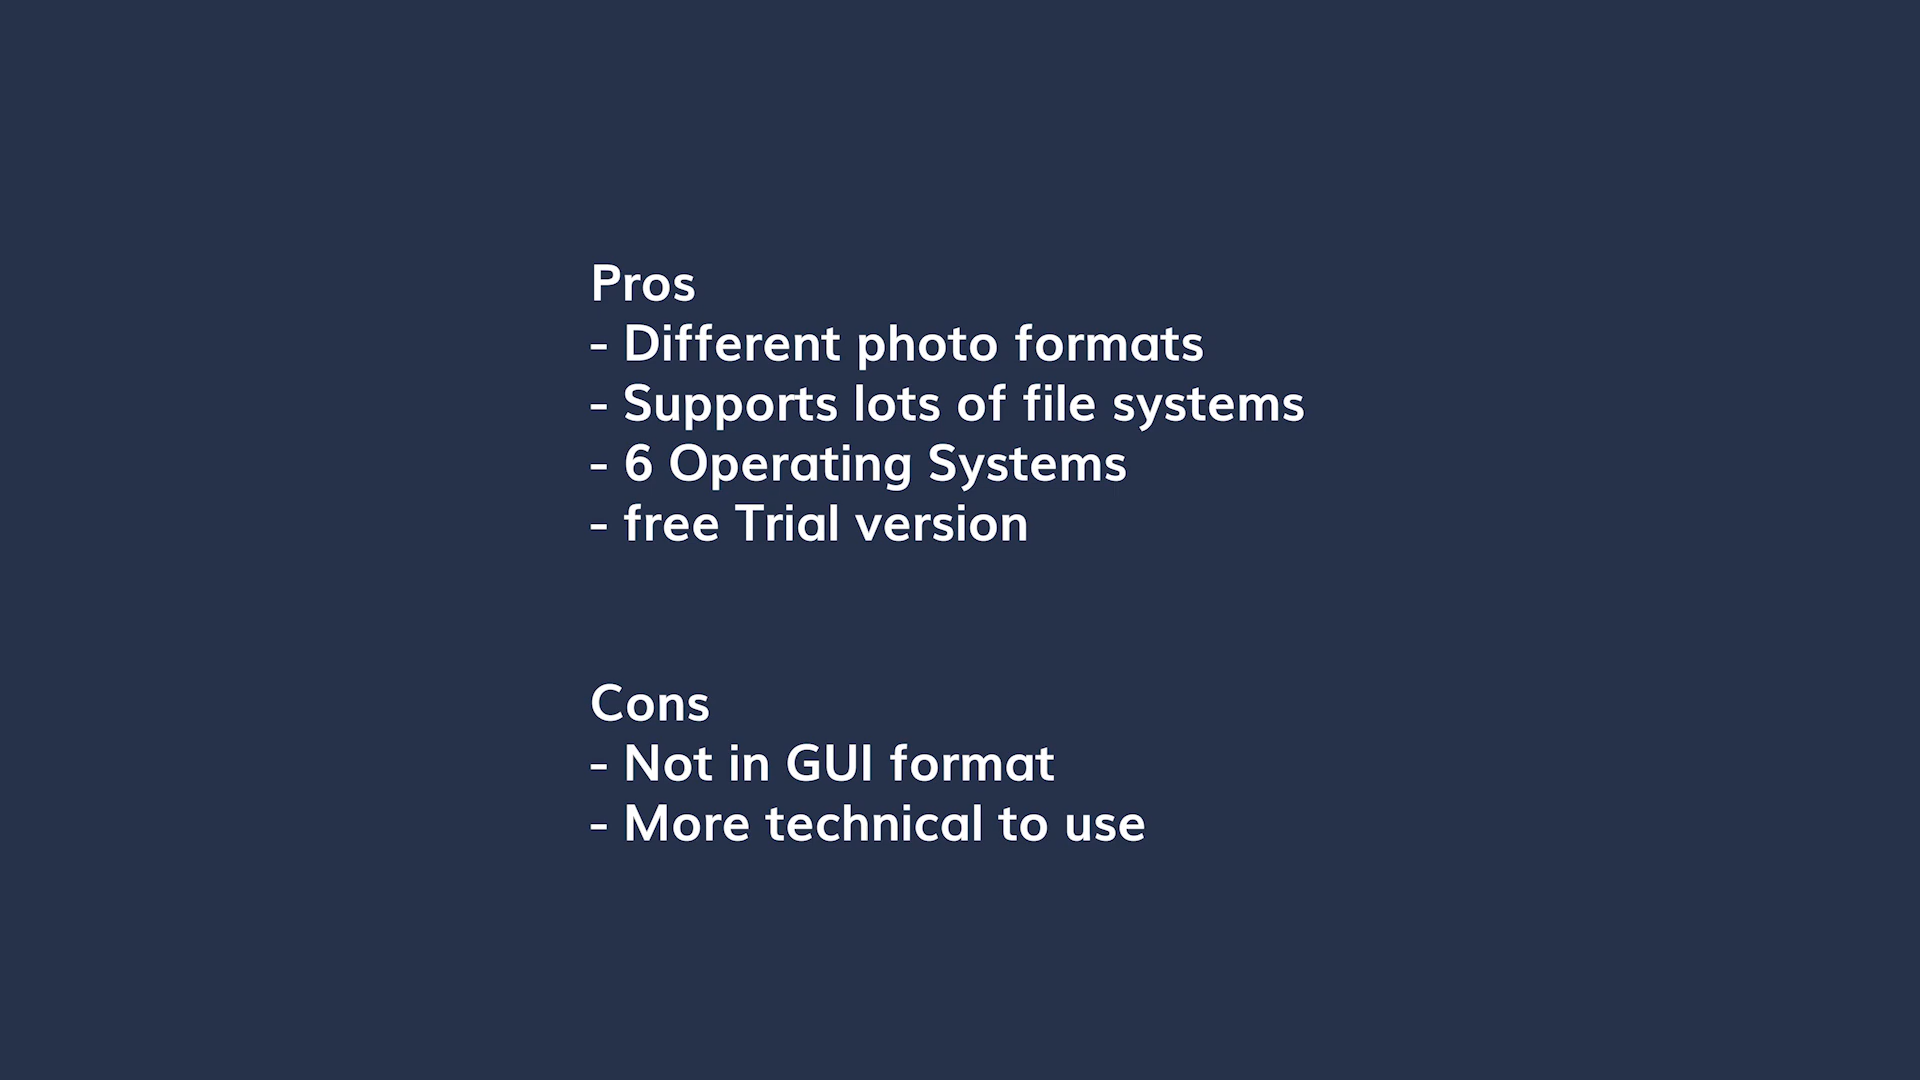 Pros
- Different photo formats
- Supports lots of file systems
- 6 Operating Systems
- free Trial version
Cons
- Not in GUI format
- More technical to use